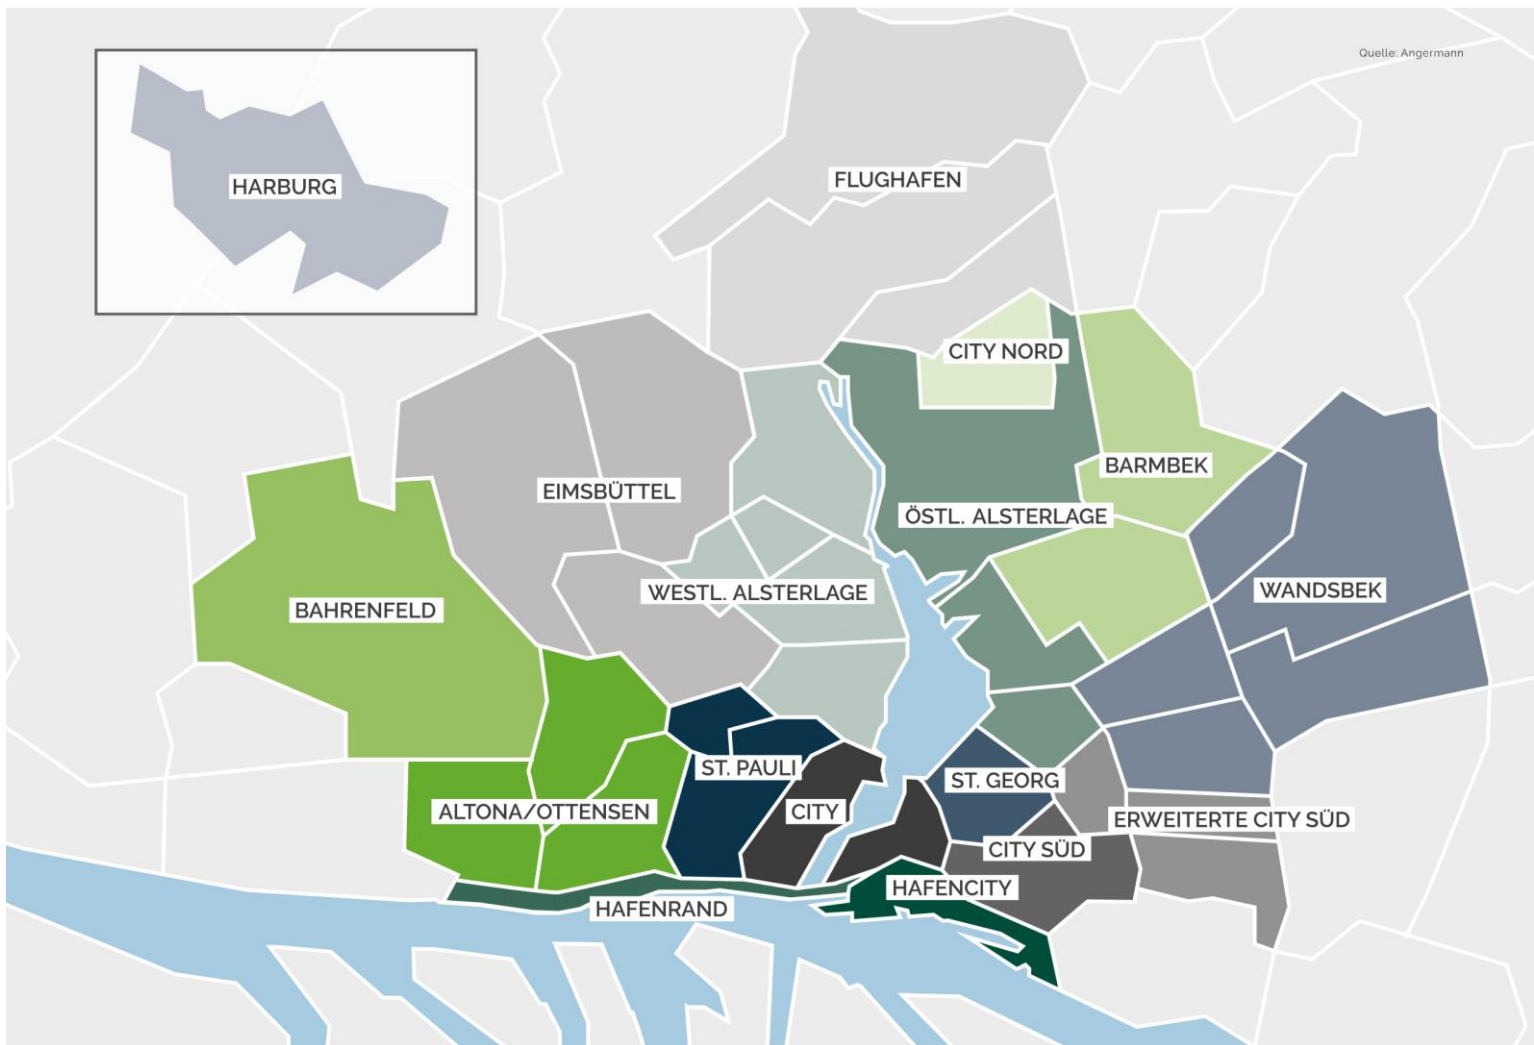 Quelle: Angermann
HARBURG
FLUGHAFEN
CITY NORD
BARMBEK
EIMSBÜTTEL
ÖSTL. ALSTERLAGE
WESTL. ALSTERLAGE
WANDSBEK
BAHRENFELD
ST. PAULI
ST. GEORG
ALTONA/OTTENSEN
CITY
ERWEITERTE CITY SÜD
CITY SÜD
HAFENCITY
HAFENRAND